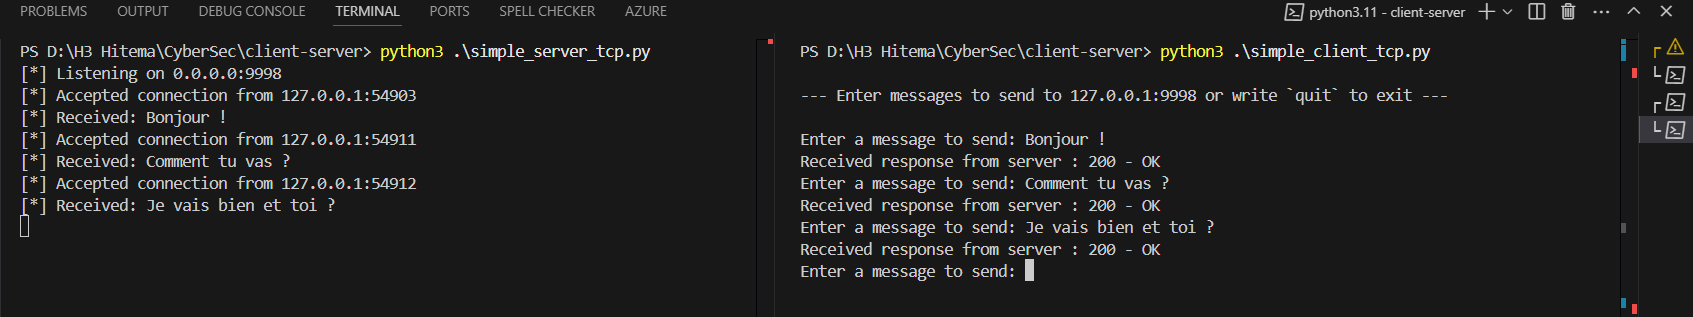 PROBLEMS OUTPUT DEBUG CONSOLE TERMINAL PORTS SPELL CHECKER AZURE python3.11 - client-server
PS D:\H3 Hitema\CyberSec\client-server> python3 .\simple_server_tcp.py
[*] Listening on 0.0.0.0:9998
[*] Accepted connection from 127.0.0.1:54903
[*] Received: Bonjour !
[*] Accepted connection from 127.0.0.1:54911
[*] Received: Comment tu vas ?
[*] Accepted connection from 127.0.0.1:54912
[*] Received: Je vais bien et toi ?
PS D:\H3 Hitema\CyberSec\client-server> python3 .\simple_client_tcp.py
--- Enter messages to send to 127.0.0.1:9998 or write `quit` to exit ---
Enter a message to send: Bonjour !
Received response from server : 200 - OK
Enter a message to send: Comment tu vas ?
Received response from server : 200 - OK
Enter a message to send: Je vais bien et toi ?
Received response from server : 200 - OK
Enter a message to send: